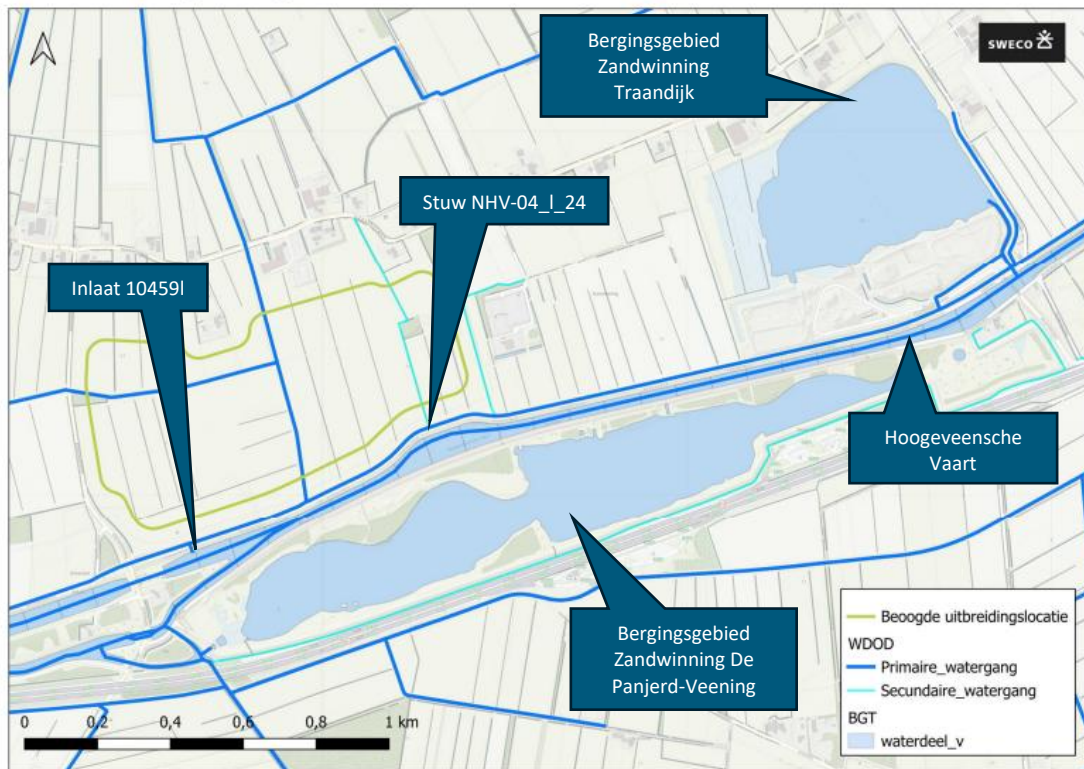 Bergingsgebied
Zandwinning
Traandijk
SWECO
Stuw NHV-04_l_24
Inlaat 10459l
Hoogeveensche
Vaart
Bergingsgebied
Zandwinning De
Panjerd-Veening
Beoogde uitbreidingslocatie
WDOD
Primaire_watergang
Secundaire_watergang
BGT
waterdeel_v
0 0,2 0,4 0,6 0,8 1 km